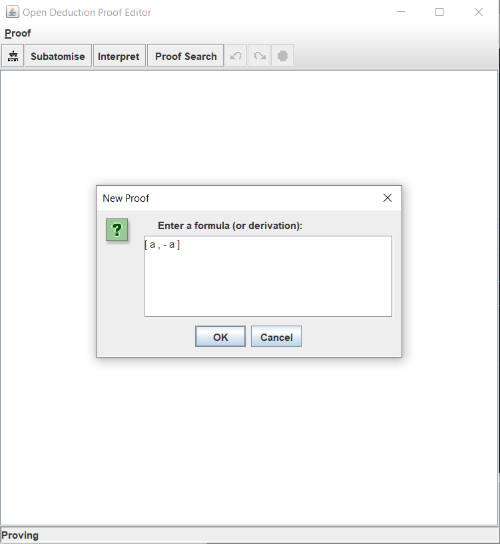 Open Deduction Proof Editor
Proof
Subatomise Interpret Proof Search
New Proof
Enter a formula (or derivation):
[ a , - a ]
OK Cancel
Proving